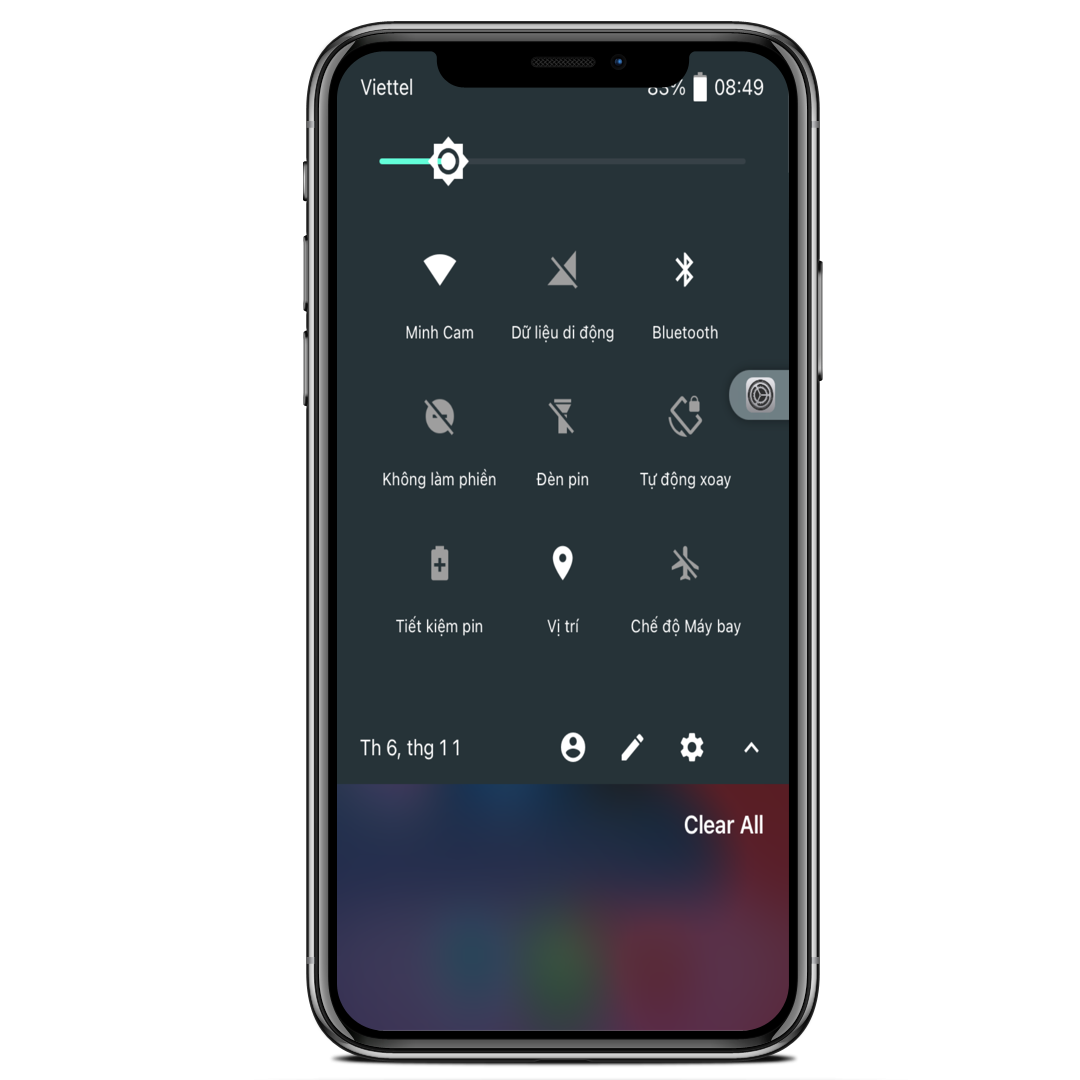 Viettel
83% 08:49
Minh Cam
Dữ liệu di động
Bluetooth
Không làm phiền
Đèn pin
Tự động xoay
Tiết kiệm pin
Vị trí
Chế độ Máy bay
Th 6, thg 11
Clear All